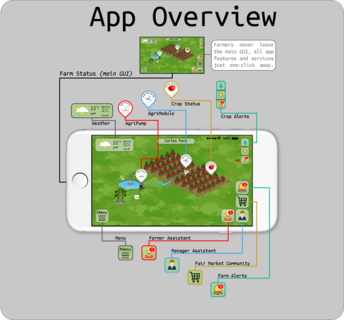 App Overview
Farmers never leave
the main GUI, all app
features and services
just one-click away.
Farm Status (main GUI)
Crop Status
AgriModule
Weather
AgriPump
Crop Alerts
Carlos Farm
Menu
Menu
Farmer Assistant
Manager Assistant
Menu
Fair Market Community
Farm Alerts